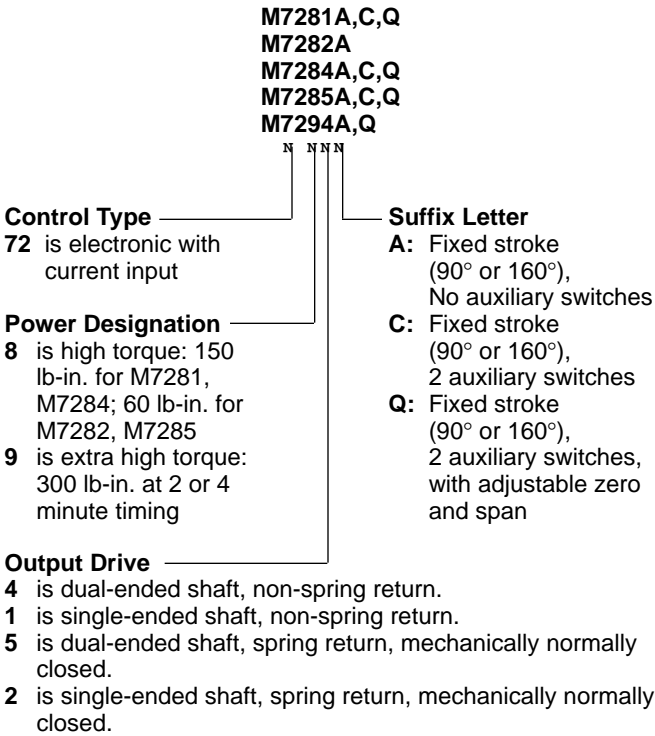 M7281A,C,Q
M7282A
M7284A,C,Q
M7285A,C,Q
M7294A,Q
N N N N
Control Type
72 is electronic with
current input
Power Designation
8 is high torque: 150
lb-in. for M7281,
M7284; 60 lb-in. for
M7282, M7285
9 is extra high torque:
300 lb-in. at 2 or 4
minute timing
Suffix Letter
A: Fixed stroke
(90° or 160°),
No auxiliary switches
C: Fixed stroke
(90° or 160°),
2 auxiliary switches
Q: Fixed stroke
(90° or 160°),
2 auxiliary switches,
with adjustable zero
and span
Output Drive
4 is dual-ended shaft, non-spring return.
1 is single-ended shaft, non-spring return.
5 is dual-ended shaft, spring return, mechanically normally
closed.
2 is single-ended shaft, spring return, mechanically normally
closed.